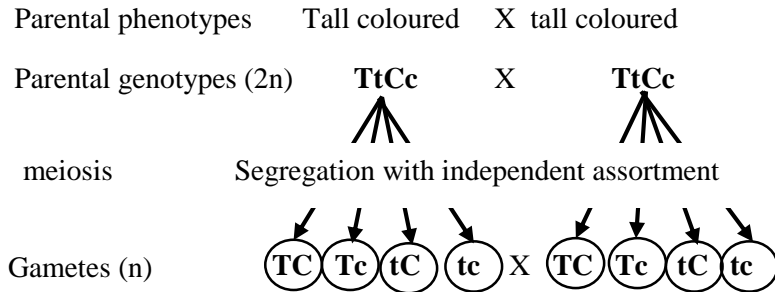 Parental phenotypes Tall coloured X tall coloured
Parental genotypes (2n) TtCc X TtCc
meiosis Segregation with independent assortment
Gametes (n) TC Tc tC tc X TC Tc tC tc